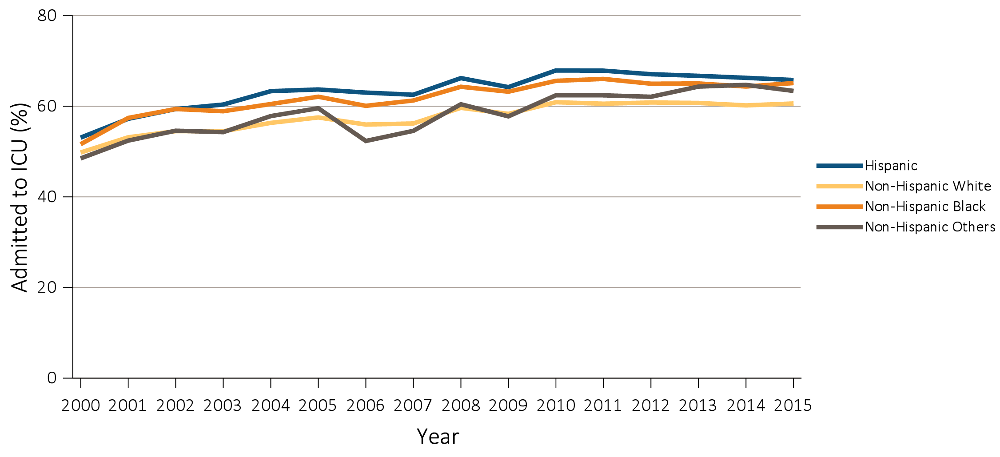 80
60
40
20
0
Admitted to ICU (%)
2000 2001 2002 2003 2004 2005 2006 2007 2008 2009 2010 2011 2012 2013 2014 2015
Year
Hispanic
Non-Hispanic White
Non-Hispanic Black
Non-Hispanic Others